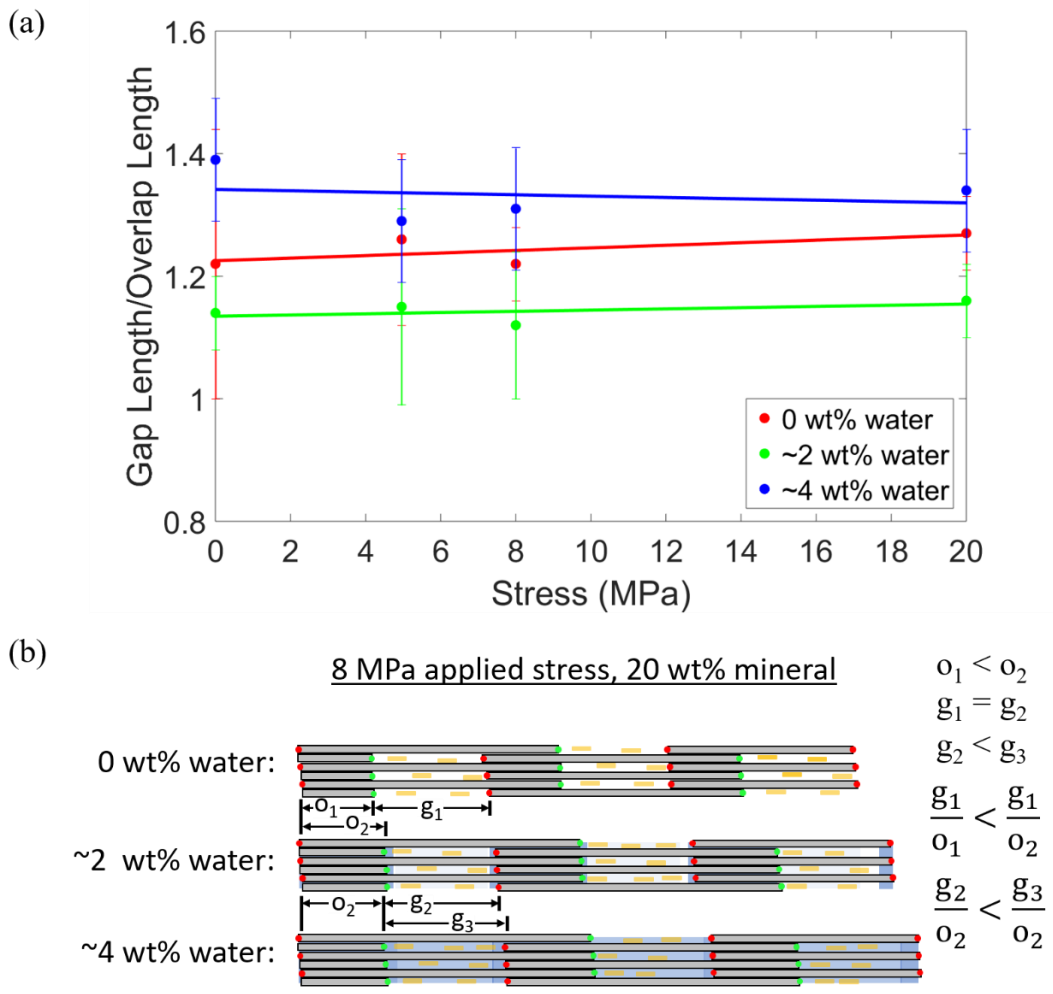 (a)
1.6
1.4
1.2
1
0.8
Gap Length/Overlap Length
0 wt% water
~2 wt% water
~4 wt% water
0 2 4 6 8 10 12 14 16 18 20
Stress (MPa)
(b)
8 MPa applied stress, 20 wt% mineral
o₁ < o₂
g₁ = g₂
g₂ < g₃
g₁/o₁ < g₁/o₂
g₂/o₂ < g₃/o₂
0 wt% water:
o₁ g₁
o₂
~2 wt% water:
o₂ g₂
g₃
~4 wt% water: